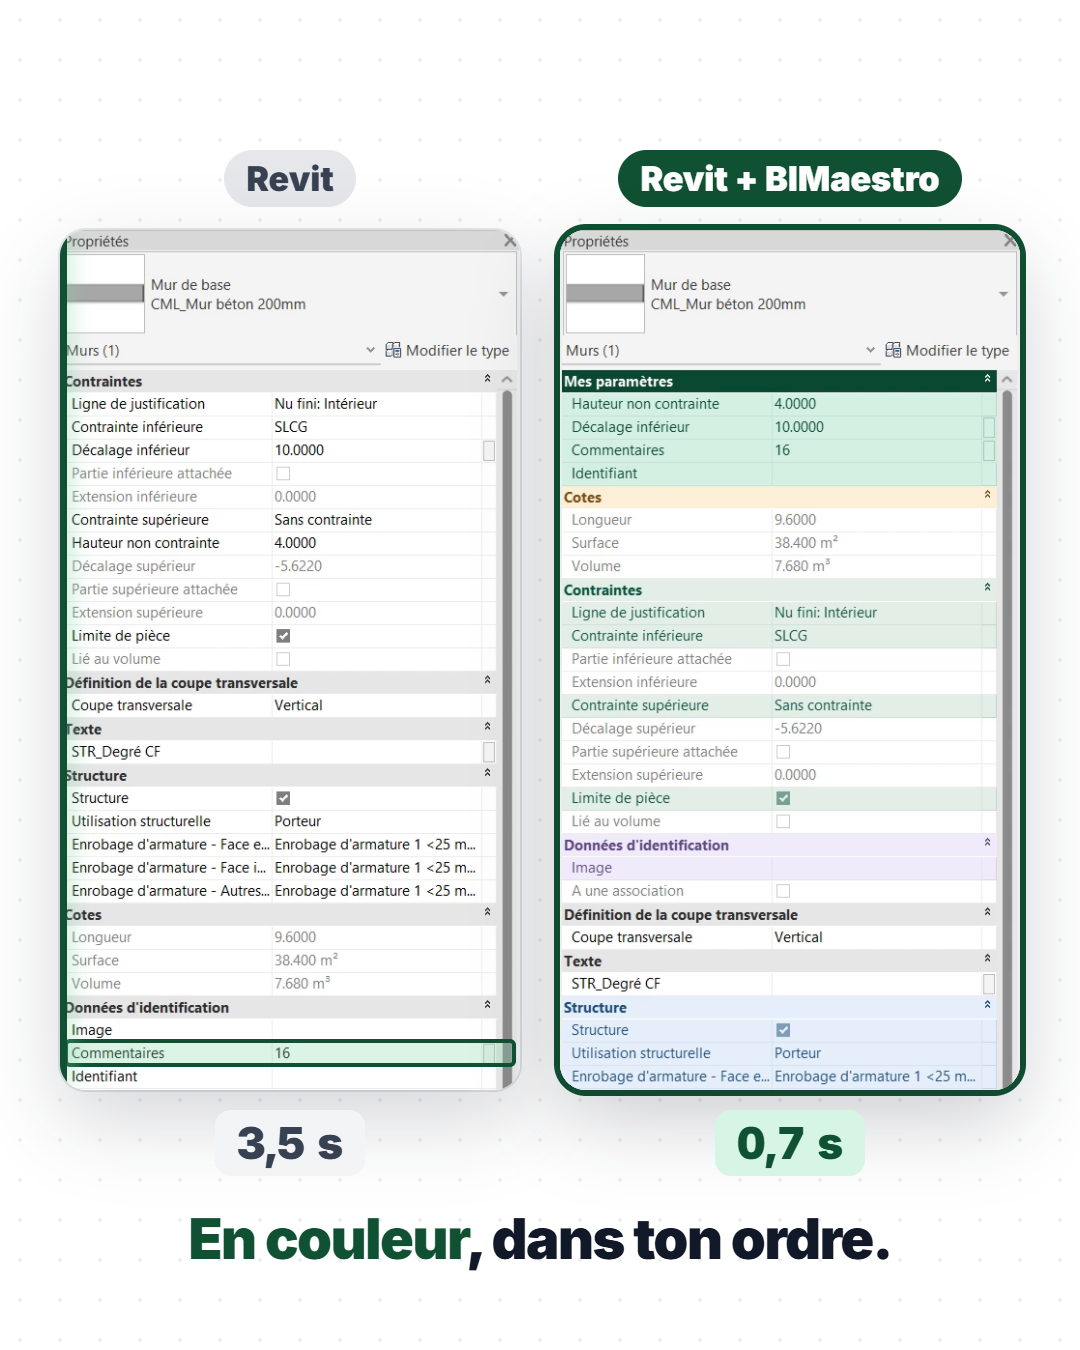 Revit
Propriétés
Mur de base
CML_Mur béton 200mm
Murs (1)
Modifier le type
Contraintes
Ligne de justification Nu fini: Intérieur
Contrainte inférieure SLCG
Décalage inférieur 10.0000
Partie inférieure attachée
Extension inférieure 0.0000
Contrainte supérieure Sans contrainte
Hauteur non contrainte 4.0000
Décalage supérieur -5.6220
Partie supérieure attachée
Extension supérieure 0.0000
Limite de pièce
Lié au volume
Définition de la coupe transversale
Coupe transversale Vertical
Texte
STR_Degré CF
Structure
Structure
Utilisation structurelle Porteur
Enrobage d'armature - Face e... Enrobage d'armature 1 <25 m...
Enrobage d'armature - Face i... Enrobage d'armature 1 <25 m...
Enrobage d'armature - Autres... Enrobage d'armature 1 <25 m...
Cotes
Longueur 9.6000
Surface 38.400 m²
Volume 7.680 m³
Données d'identification
Image
Commentaires 16
Identifiant
3,5 s
Revit + BIMaestro
Propriétés
Mur de base
CML_Mur béton 200mm
Murs (1)
Modifier le type
Mes paramètres
Hauteur non contrainte 4.0000
Décalage inférieur 10.0000
Commentaires 16
Identifiant
Cotes
Longueur 9.6000
Surface 38.400 m²
Volume 7.680 m³
Contraintes
Ligne de justification Nu fini: Intérieur
Contrainte inférieure SLCG
Partie inférieure attachée
Extension inférieure 0.0000
Contrainte supérieure Sans contrainte
Décalage supérieur -5.6220
Partie supérieure attachée
Extension supérieure 0.0000
Limite de pièce
Lié au volume
Données d'identification
Image
A une association
Définition de la coupe transversale
Coupe transversale Vertical
Texte
STR_Degré CF
Structure
Structure
Utilisation structurelle Porteur
Enrobage d'armature - Face e... Enrobage d'armature 1 <25 m...
0,7 s
En couleur, dans ton ordre.